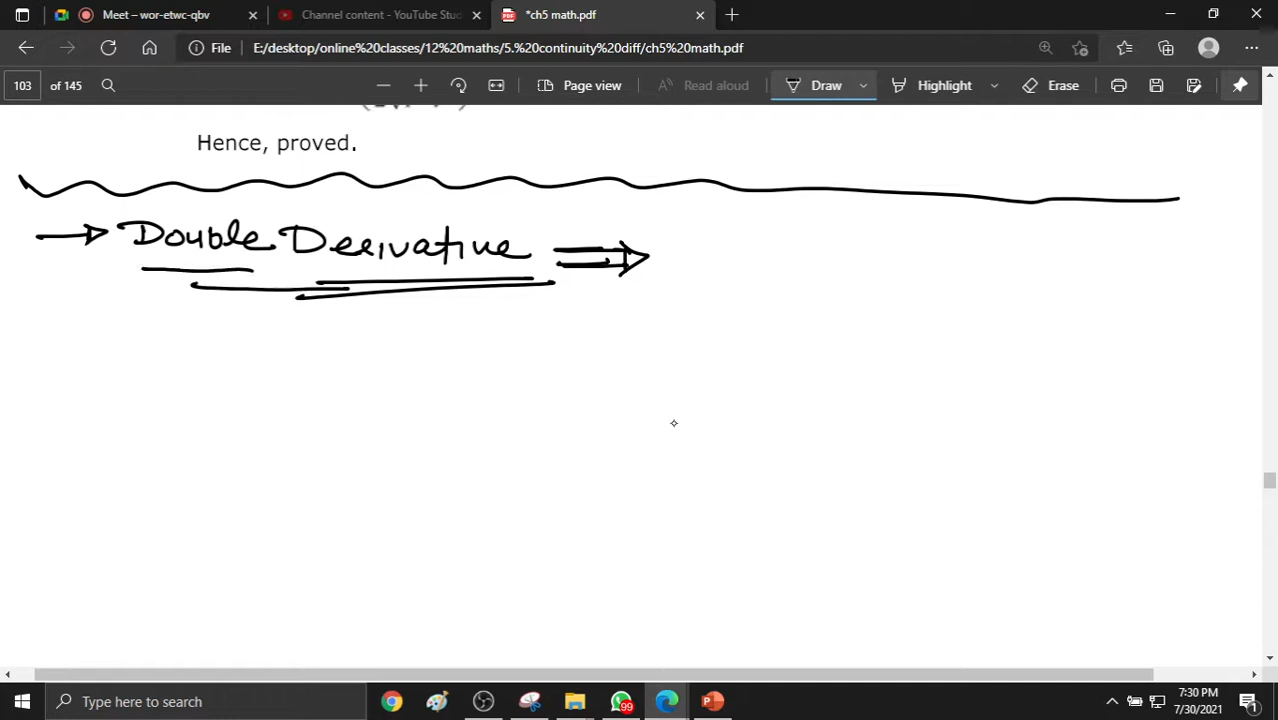 Meet – wor-etwc-qbv
Channel content - YouTube Stud
*ch5 math.pdf
File E:/desktop/online%20classes/12%20maths/5.%20continuity%20diff/ch5%20math.pdf
103 of 145
Page view
Read aloud
Draw
Highlight
Erase
Hence, proved.
Double Derivative
Type here to search
99
7:30 PM
7/30/2021
1